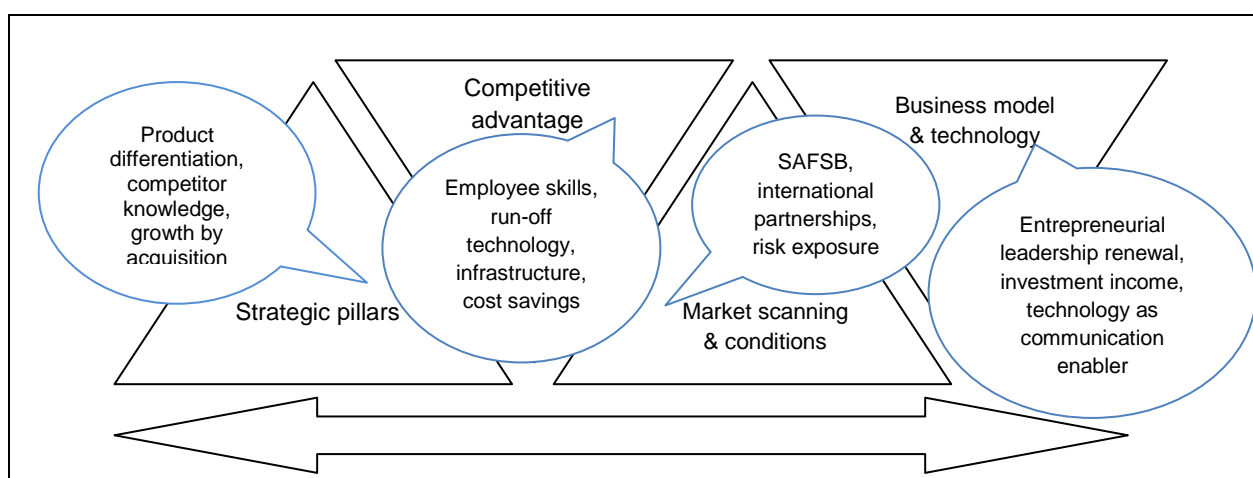 Product
differentiation,
competitor
knowledge,
growth by
acquisition
Strategic pillars
Competitive
advantage
Employee skills,
run-off
technology,
infrastructure,
cost savings
SAFSB,
international
partnerships,
risk exposure
Market scanning
& conditions
Business model
& technology
Entrepreneurial
leadership renewal,
investment income,
technology as
communication
enabler